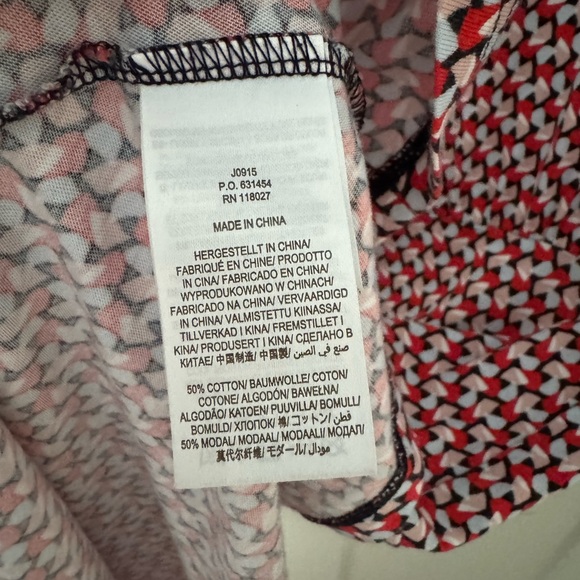 J0915
P.O. 631454
RN 118027
MADE IN CHINA
HERGESTELLT IN CHINA/
FABRIQUÉ EN CHINE/ PRODOTTO
IN CINA/ FABRICADO EN CHINA/
WYPRODUKOWANO W CHINACH/
FABRICADO NA CHINA/ VERVAARDIGD
IN CHINA/ VALMISTETTU KIINASSA/
TILLVERKAD I KINA/ FREMSTILLET I
KINA/ PRODUSERT I KINA/ СДЕЛАНО В
КИТАЕ/ 中国制造/ 中国製/ صنع في الصين
50% COTTON/ BAUMWOLLE/ COTON/
COTONE/ ALGODÓN/ BAWEŁNA/
ALGODÃO/ KATOEN/ PUUVILLA/ BOMULL/
BOMULD/ ХЛОПОК/ 棉/ コットン/ قطن
50% MODAL/ MODAAL/ MODAALI/ МОДАЛ/
莫代尔纤维/ モダール/ مودال